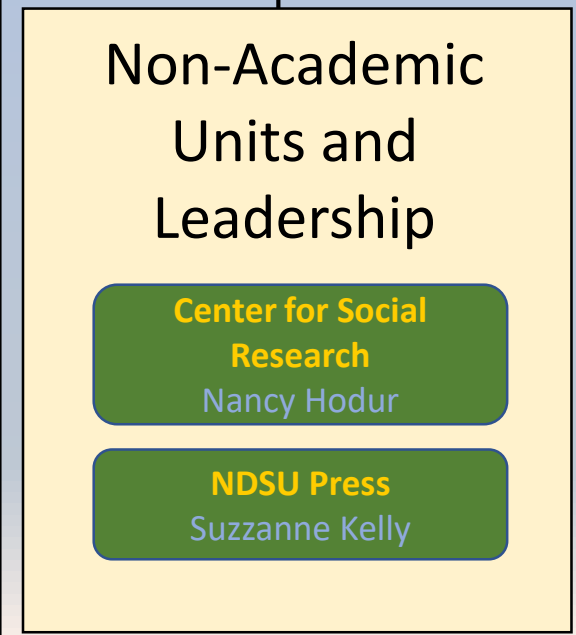 Non-Academic
Units and
Leadership
Center for Social
Research
Nancy Hodur
NDSU Press
Suzzanne Kelly